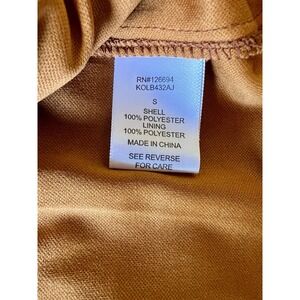 RN#126694
KOLB432AJ
S
SHELL
100% POLYESTER
LINING
100% POLYESTER
MADE IN CHINA
SEE REVERSE
FOR CARE